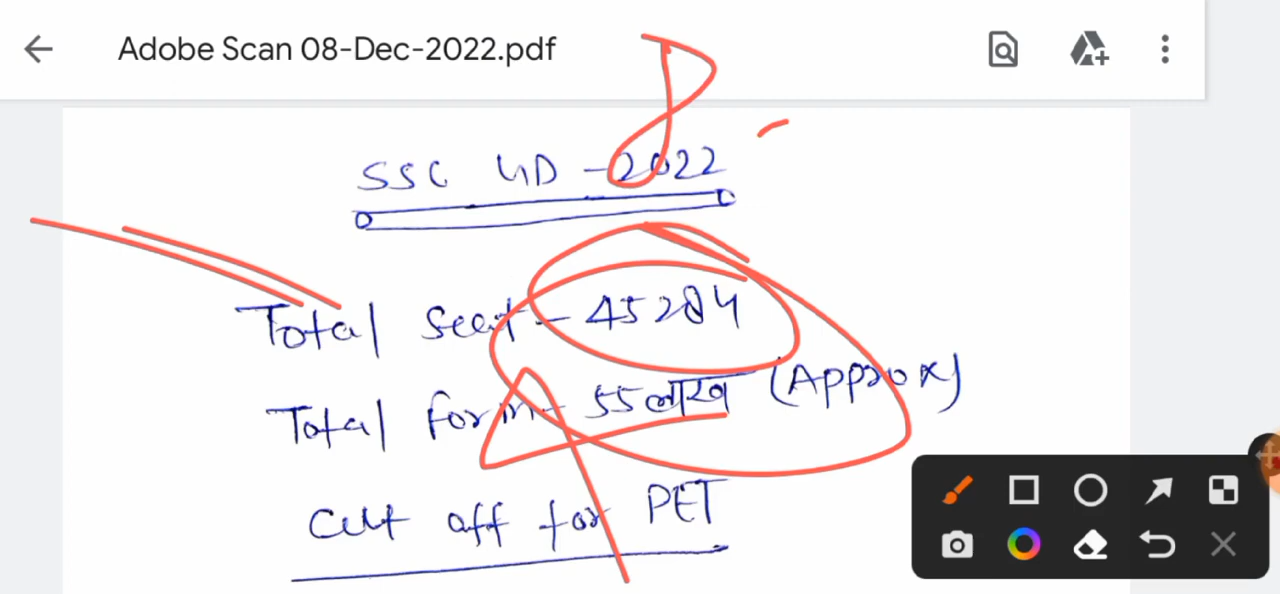 Adobe Scan 08-Dec-2022.pdf
SSC GD - 2022
Total Seat - 45284
Total form - 55 लाख (Approx)
Cut off for PET